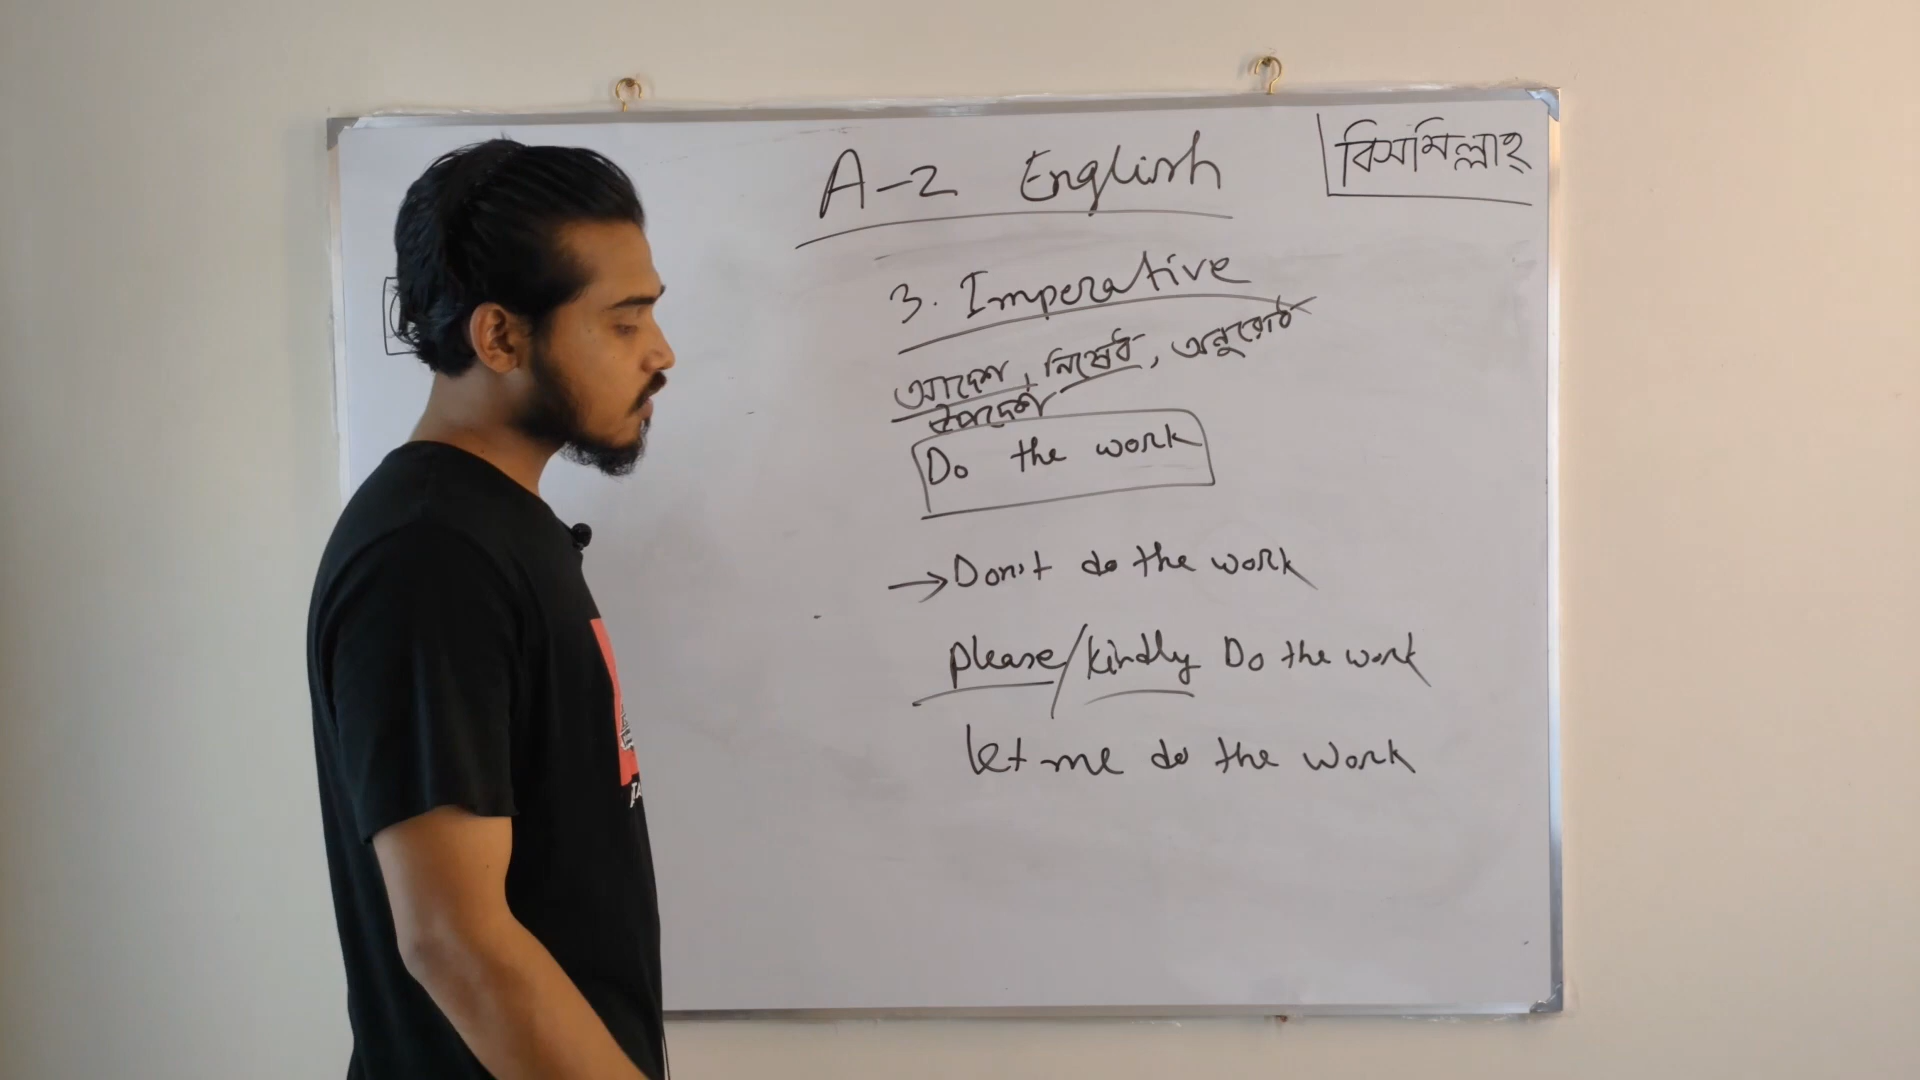 A-Z English
বিসমিল্লাহ্
3. Imperative
আদেশ, নিষেধ, অনুরোধ
উপদেশ
Do the work
→ Don't do the work
please/kindly Do the work
let me do the work